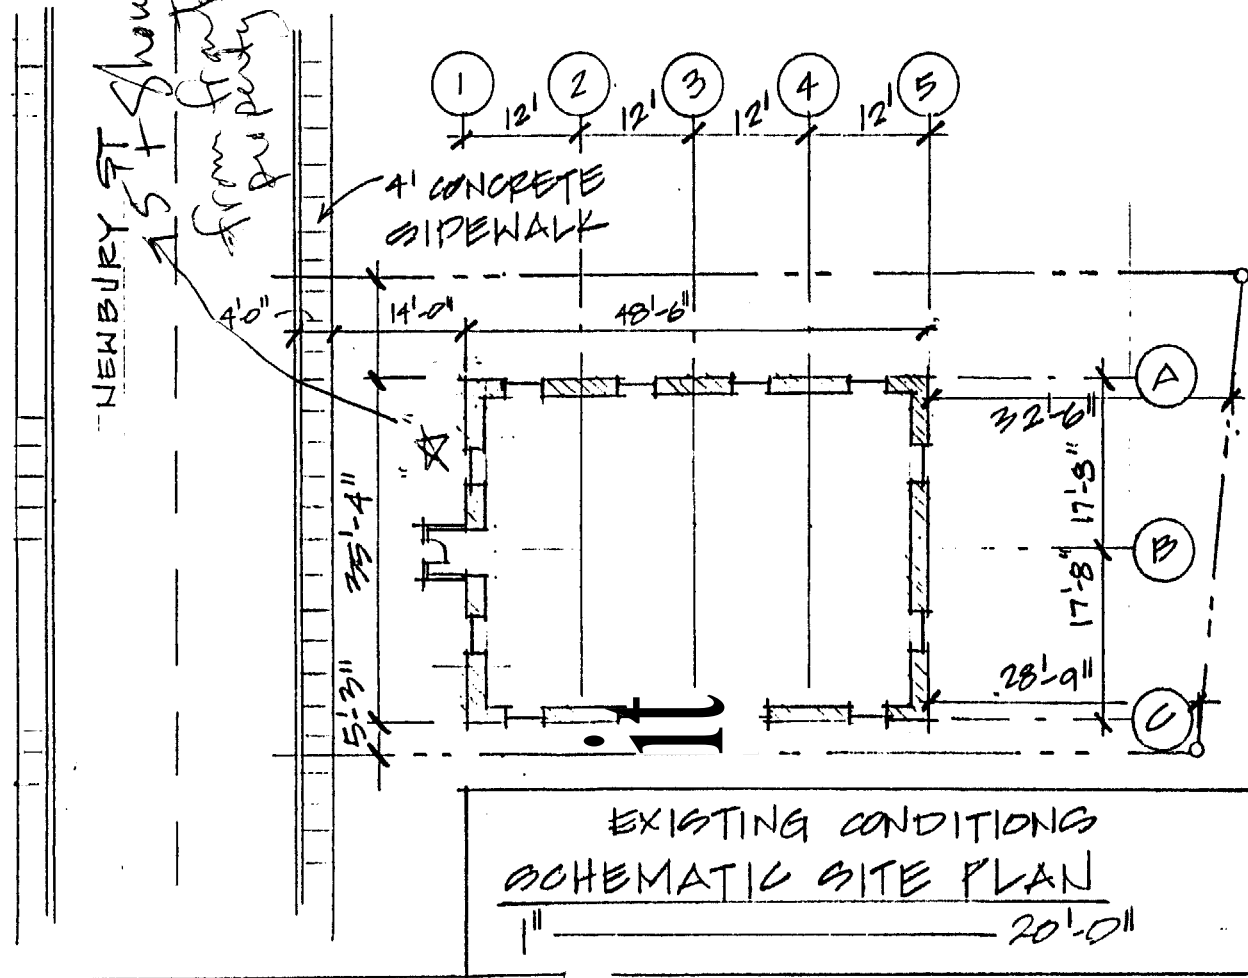 1 2 3 4 5
12' 12' 12' 12'
4' CONCRETE
SIDEWALK
NEWBURY ST
from
property
4'-0"
14'-0"
48'-6"
A
32'-6"
17'-8"
B
17'-8"
35'-4"
5'-3"
28'-9"
C
it
EXISTING CONDITIONS
SCHEMATIC SITE PLAN
1" 20'-0"